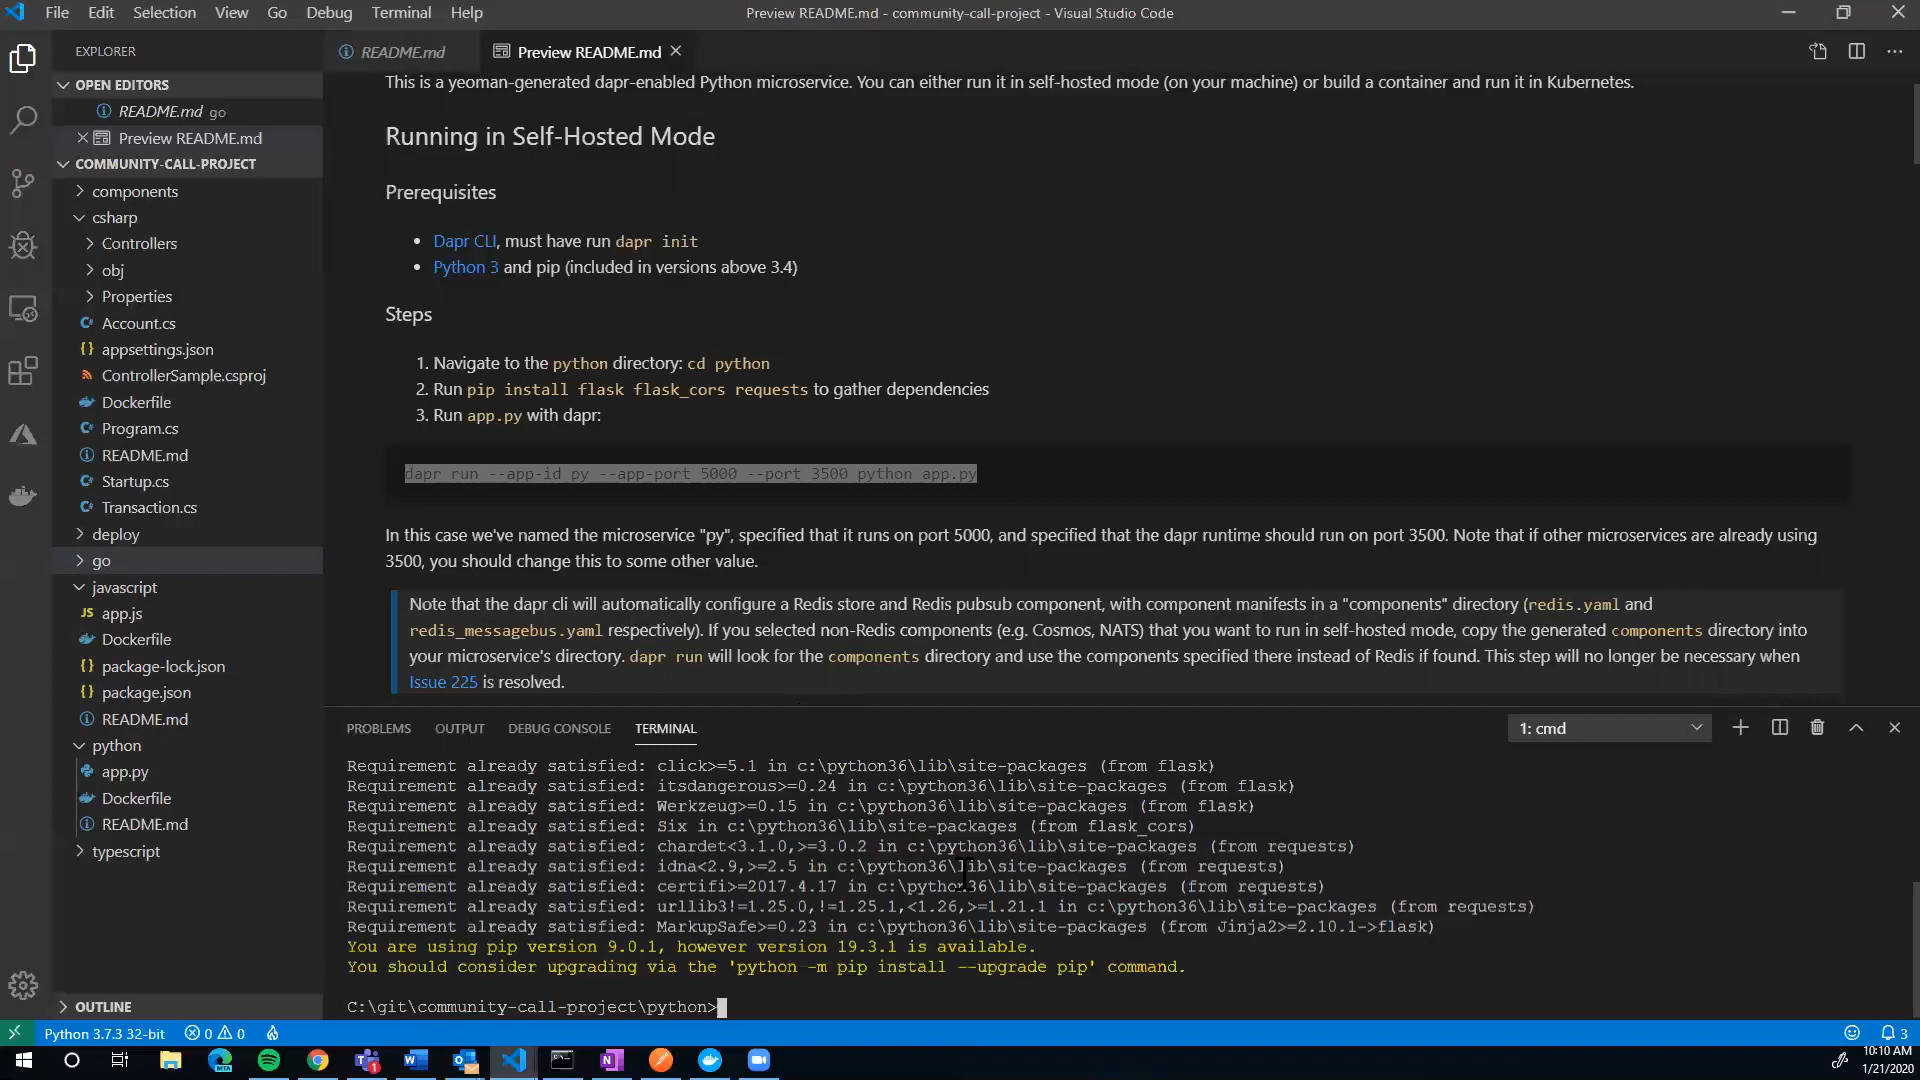 File Edit Selection View Go Debug Terminal Help
Preview README.md - community-call-project - Visual Studio Code
EXPLORER
OPEN EDITORS
README.md go
Preview README.md
COMMUNITY-CALL-PROJECT
components
csharp
Controllers
obj
Properties
Account.cs
appsettings.json
ControllerSample.csproj
Dockerfile
Program.cs
README.md
Startup.cs
Transaction.cs
deploy
go
javascript
app.js
Dockerfile
package-lock.json
package.json
README.md
python
app.py
Dockerfile
README.md
typescript
OUTLINE
README.md
Preview README.md
This is a yeoman-generated dapr-enabled Python microservice. You can either run it in self-hosted mode (on your machine) or build a container and run it in Kubernetes.
Running in Self-Hosted Mode
Prerequisites
• Dapr CLI, must have run dapr init
• Python 3 and pip (included in versions above 3.4)
Steps
1. Navigate to the python directory: cd python
2. Run pip install flask flask_cors requests to gather dependencies
3. Run app.py with dapr:
dapr run --app-id py --app-port 5000 --port 3500 python app.py
In this case we've named the microservice "py", specified that it runs on port 5000, and specified that the dapr runtime should run on port 3500. Note that if other microservices are already using
3500, you should change this to some other value.
Note that the dapr cli will automatically configure a Redis store and Redis pubsub component, with component manifests in a "components" directory (redis.yaml and
redis_messagebus.yaml respectively). If you selected non-Redis components (e.g. Cosmos, NATS) that you want to run in self-hosted mode, copy the generated components directory into
your microservice's directory. dapr run will look for the components directory and use the components specified there instead of Redis if found. This step will no longer be necessary when
Issue 225 is resolved.
PROBLEMS OUTPUT DEBUG CONSOLE TERMINAL
1: cmd
Requirement already satisfied: click>=5.1 in c:\python36\lib\site-packages (from flask)
Requirement already satisfied: itsdangerous>=0.24 in c:\python36\lib\site-packages (from flask)
Requirement already satisfied: Werkzeug>=0.15 in c:\python36\lib\site-packages (from flask)
Requirement already satisfied: Six in c:\python36\lib\site-packages (from flask_cors)
Requirement already satisfied: chardet<3.1.0,>=3.0.2 in c:\python36\lib\site-packages (from requests)
Requirement already satisfied: idna<2.9,>=2.5 in c:\python36\lib\site-packages (from requests)
Requirement already satisfied: certifi>=2017.4.17 in c:\python36\lib\site-packages (from requests)
Requirement already satisfied: urllib3!=1.25.0,!=1.25.1,<1.26,>=1.21.1 in c:\python36\lib\site-packages (from requests)
Requirement already satisfied: MarkupSafe>=0.23 in c:\python36\lib\site-packages (from Jinja2>=2.10.1->flask)
You are using pip version 9.0.1, however version 19.3.1 is available.
You should consider upgrading via the 'python -m pip install --upgrade pip' command.
C:\git\community-call-project\python>
Python 3.7.3 32-bit
0
0
3
10:10 AM
1/21/2020